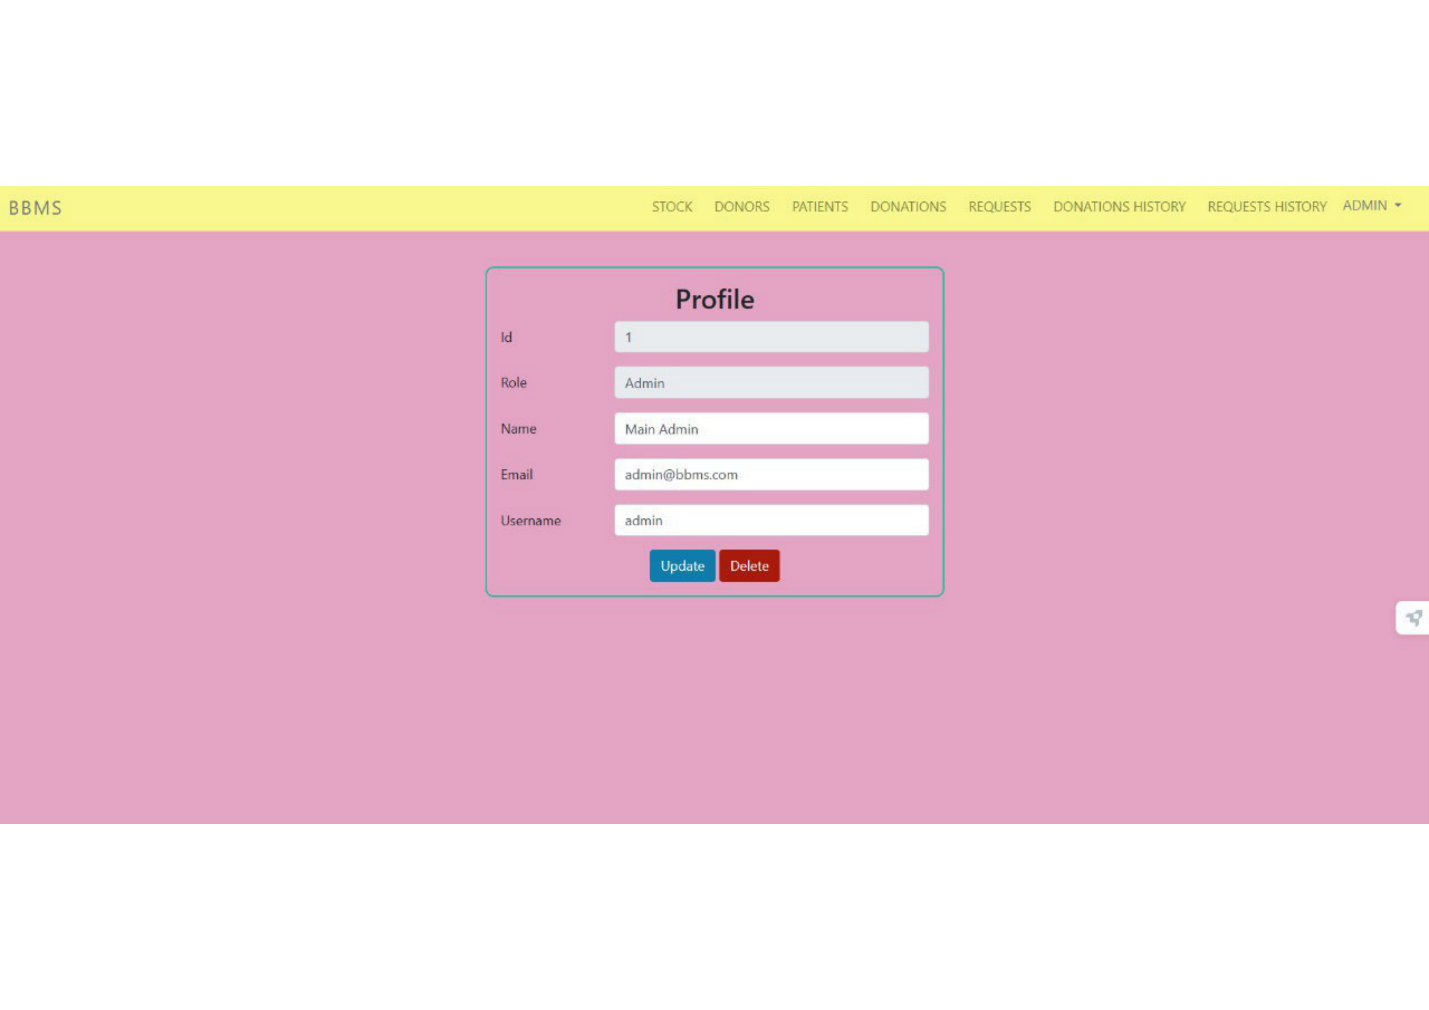 BBMS STOCK DONORS PATIENTS DONATIONS REQUESTS DONATIONS HISTORY REQUESTS HISTORY ADMIN
Profile
Id 1
Role Admin
Name Main Admin
Email admin@bbms.com
Username admin
Update Delete